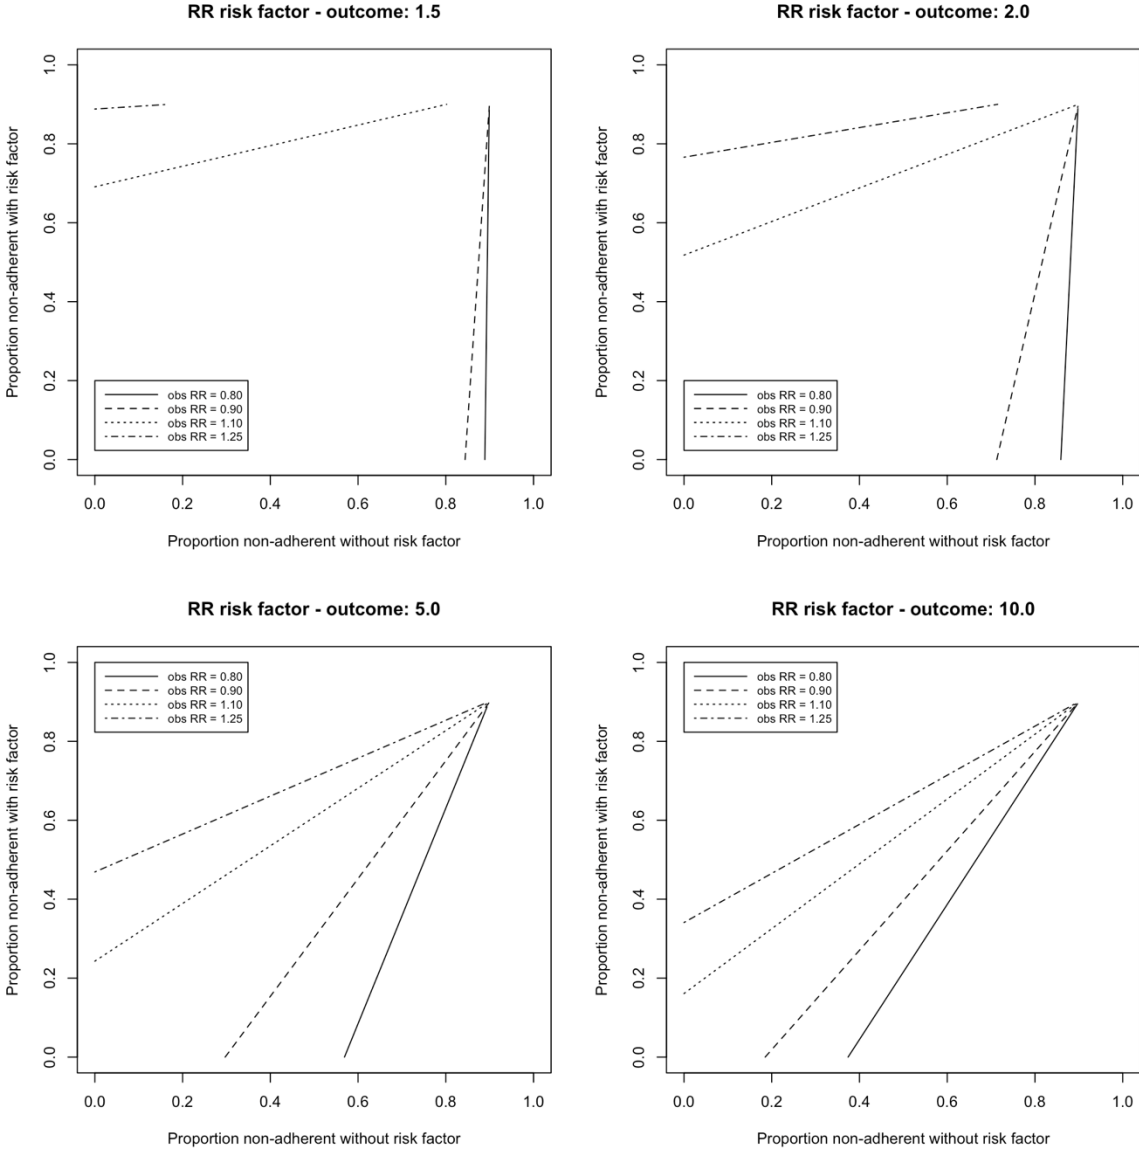 RR risk factor - outcome: 1.5
Proportion non-adherent with risk factor
1.0
0.8
0.6
0.4
0.2
0.0
obs RR = 0.80
obs RR = 0.90
obs RR = 1.10
obs RR = 1.25
0.0 0.2 0.4 0.6 0.8 1.0
Proportion non-adherent without risk factor
RR risk factor - outcome: 2.0
Proportion non-adherent with risk factor
1.0
0.8
0.6
0.4
0.2
0.0
obs RR = 0.80
obs RR = 0.90
obs RR = 1.10
obs RR = 1.25
0.0 0.2 0.4 0.6 0.8 1.0
Proportion non-adherent without risk factor
RR risk factor - outcome: 5.0
Proportion non-adherent with risk factor
1.0
0.8
0.6
0.4
0.2
0.0
obs RR = 0.80
obs RR = 0.90
obs RR = 1.10
obs RR = 1.25
0.0 0.2 0.4 0.6 0.8 1.0
Proportion non-adherent without risk factor
RR risk factor - outcome: 10.0
Proportion non-adherent with risk factor
1.0
0.8
0.6
0.4
0.2
0.0
obs RR = 0.80
obs RR = 0.90
obs RR = 1.10
obs RR = 1.25
0.0 0.2 0.4 0.6 0.8 1.0
Proportion non-adherent without risk factor